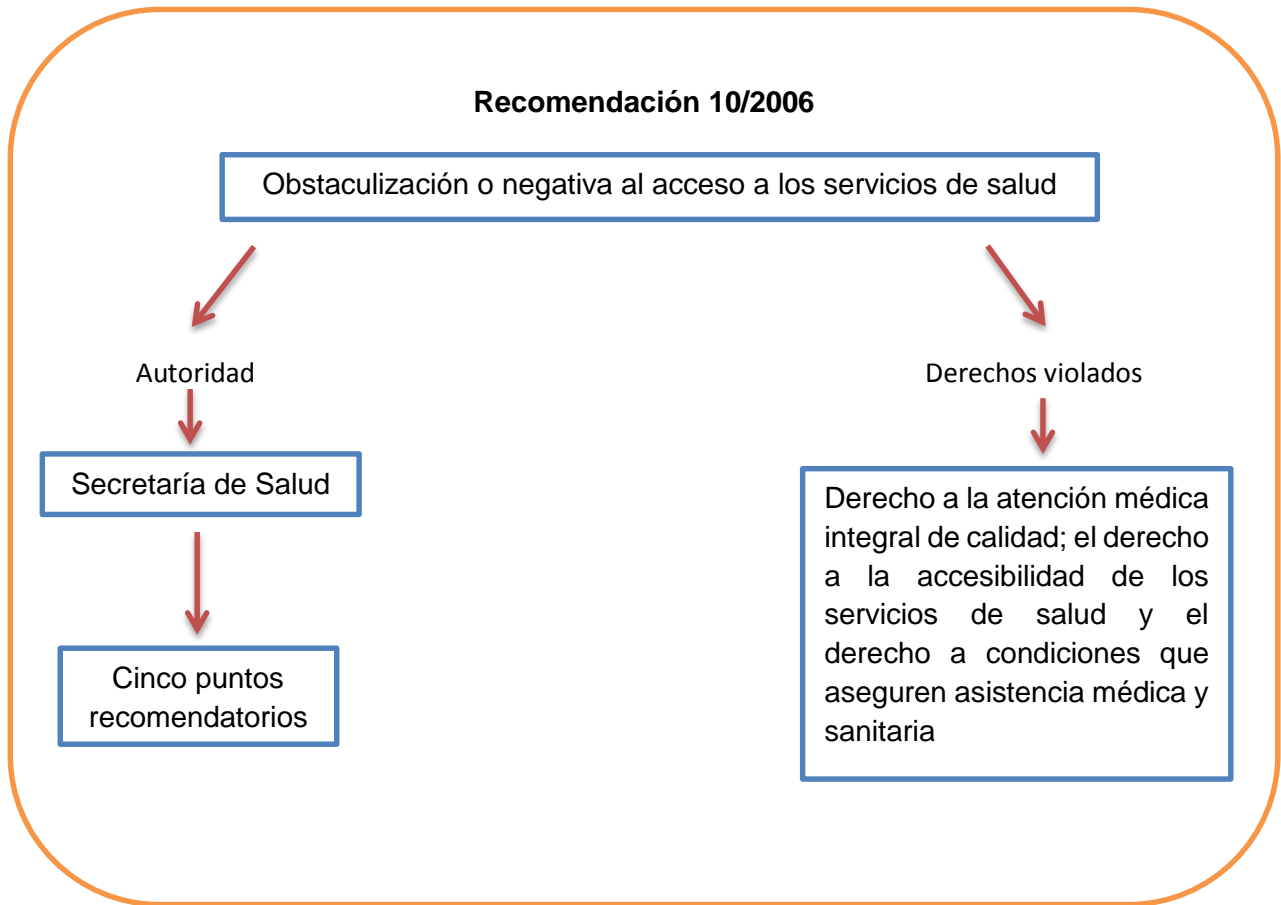 Recomendación 10/2006
Obstaculización o negativa al acceso a los servicios de salud
Autoridad
Secretaría de Salud
Cinco puntos
recomendatorios
Derechos violados
Derecho a la atención médica
integral de calidad; el derecho
a la accesibilidad de los
servicios de salud y el
derecho a condiciones que
aseguren asistencia médica y
sanitaria